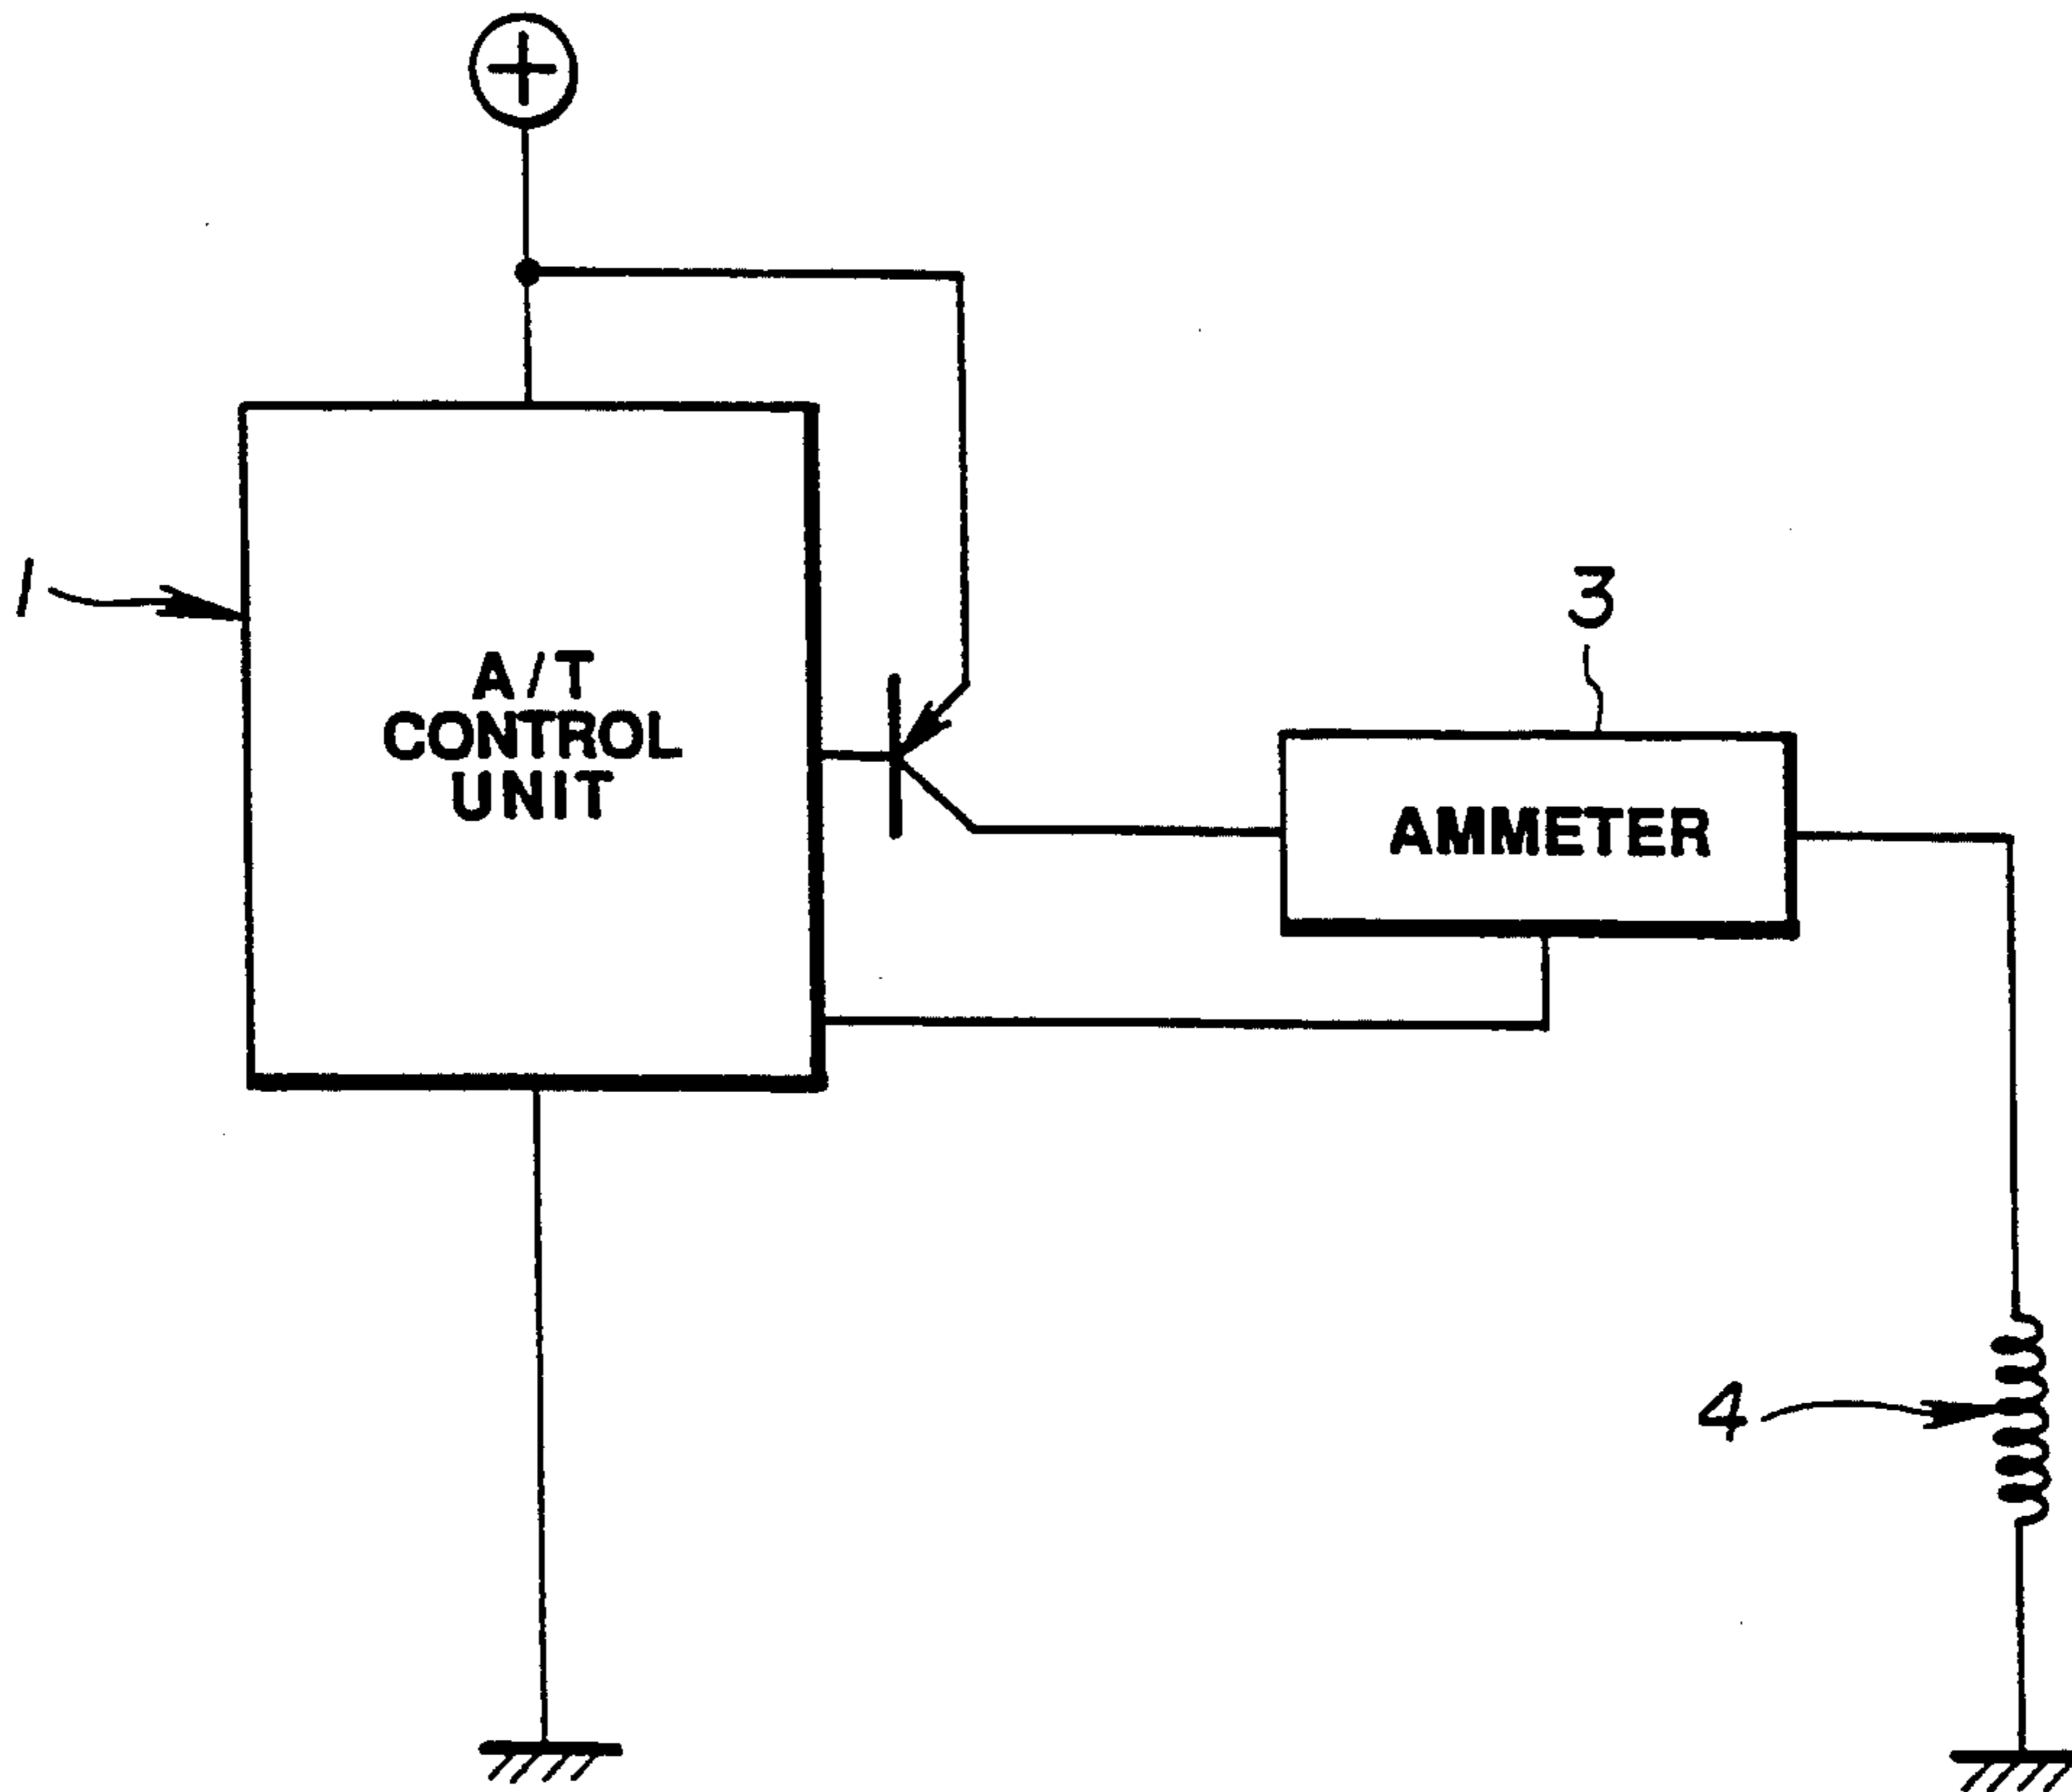 +
1
A/T
CONTROL
UNIT
3
AMMETER
4